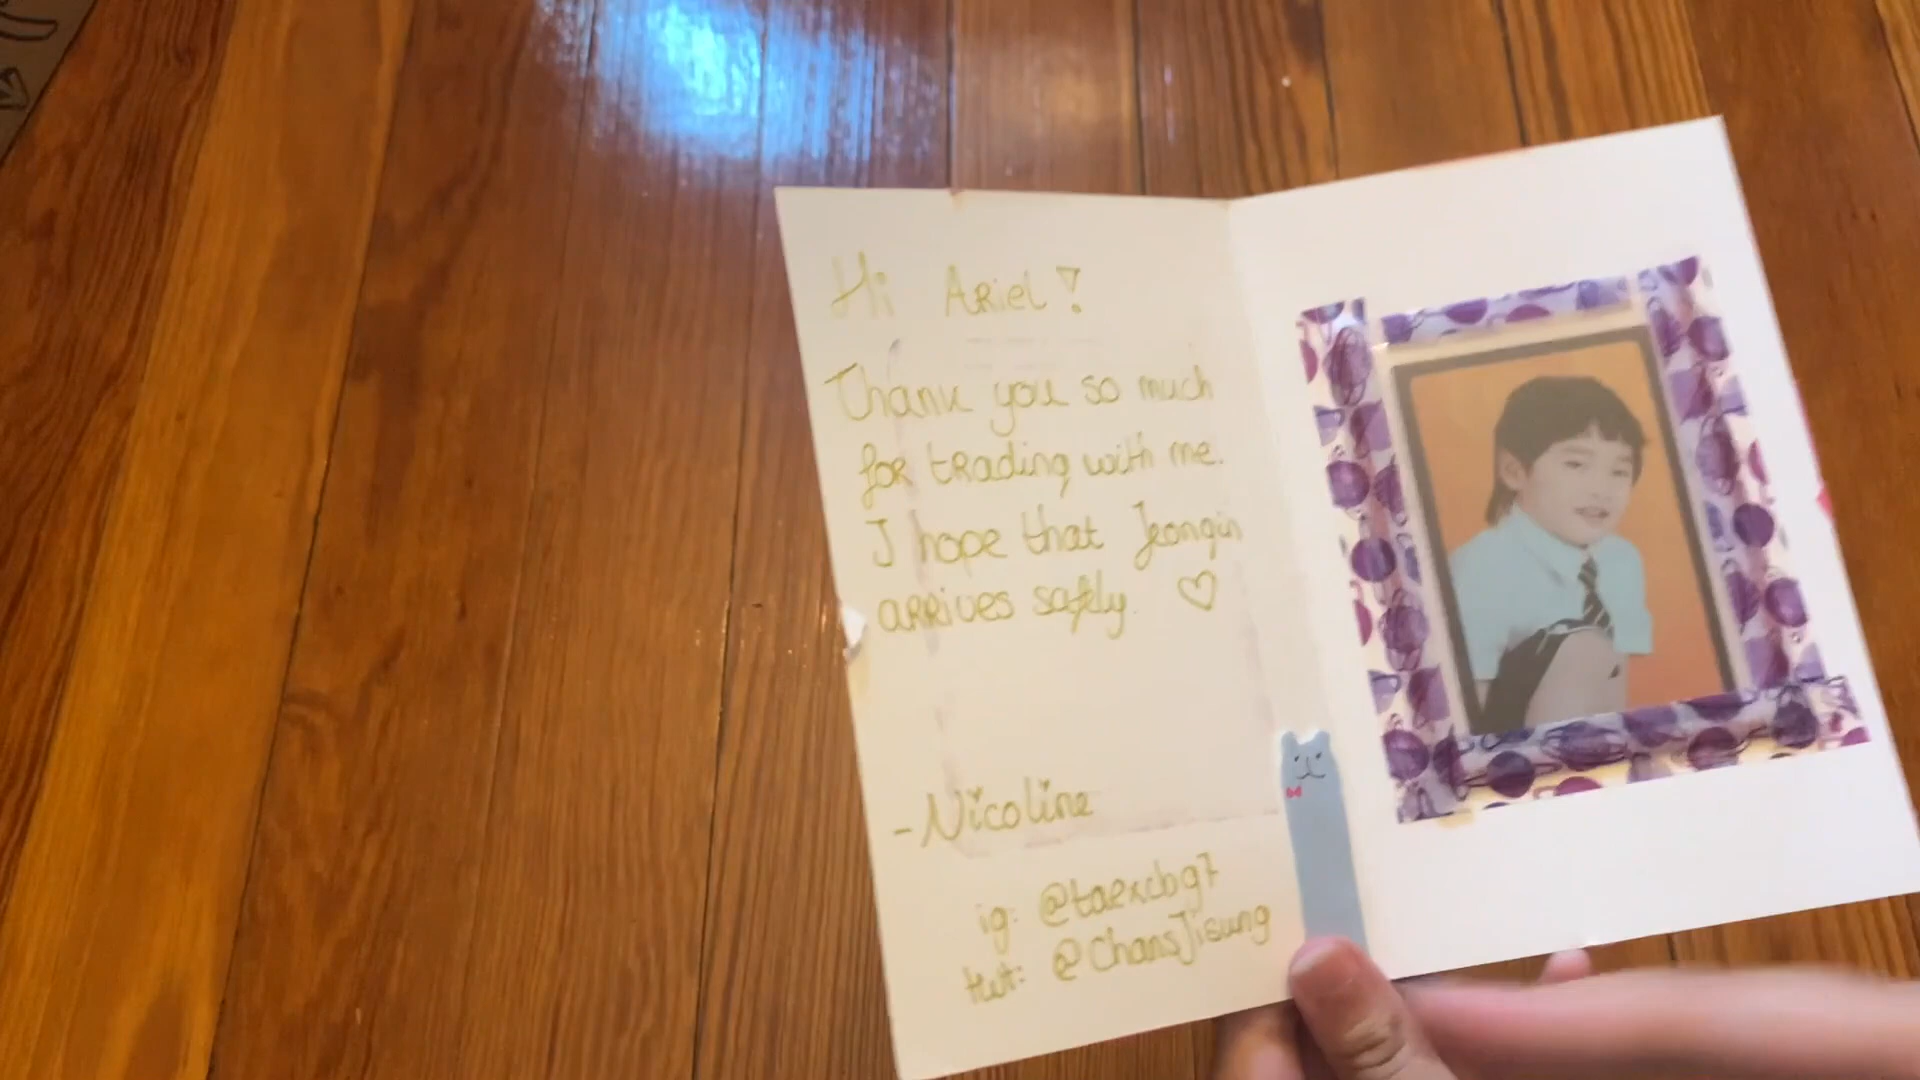 Hi Ariel!
Thank you so much
for trading with me.
I hope that Jeongin
arrives safely. ♡
-Nicoline
ig: @taexcbg7
twt: @ChansJisung